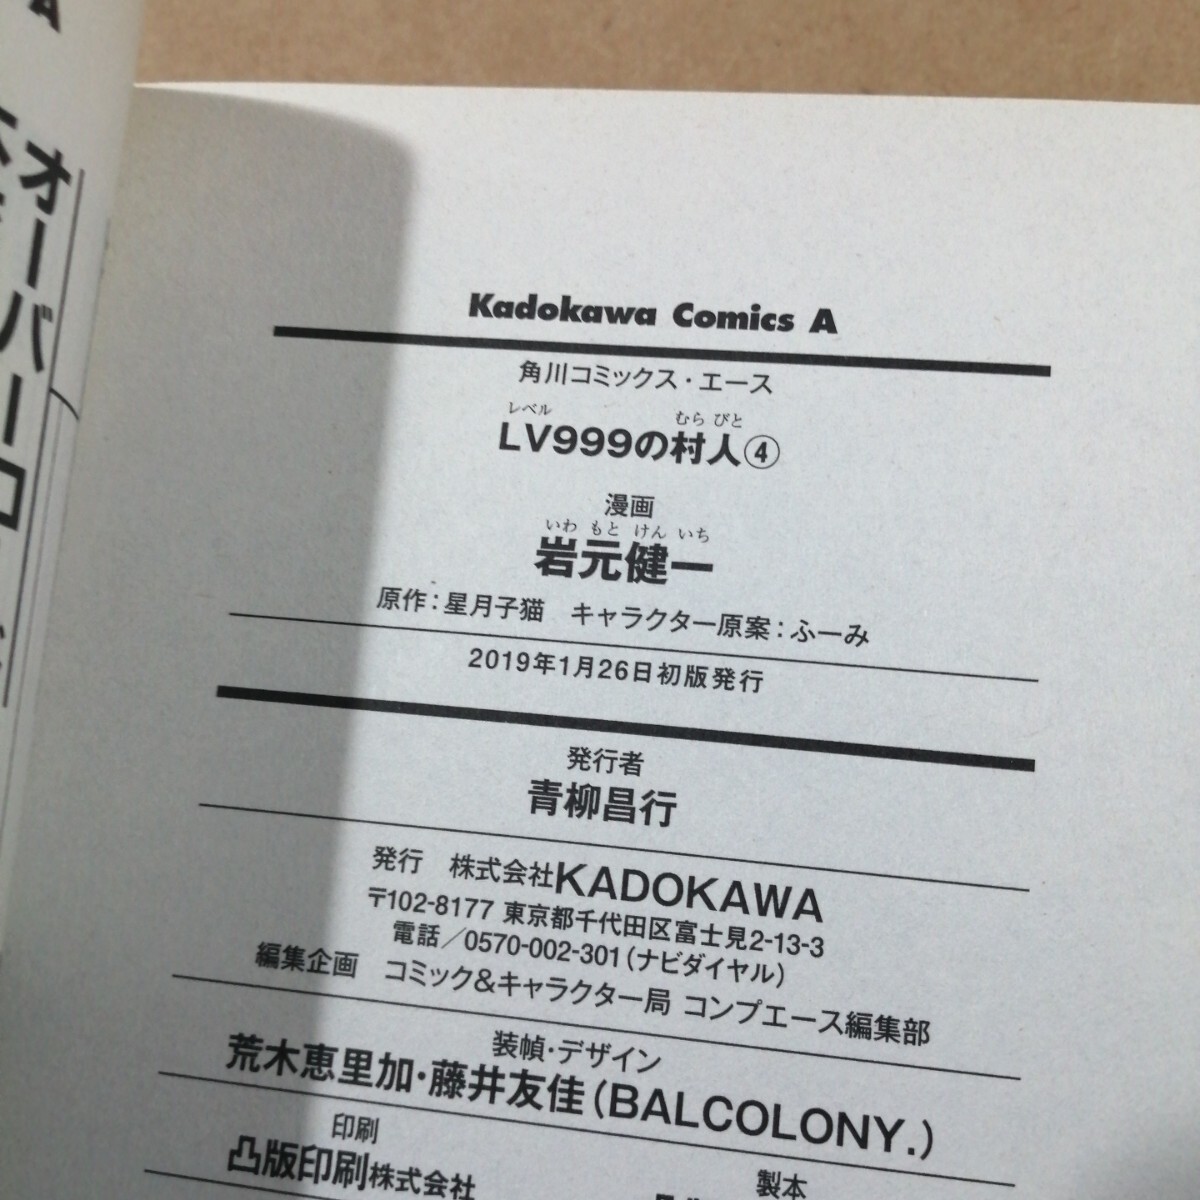 A
オーバーロ
Kadokawa Comics A
角川コミックス・エース
レベル むら びと
LV999の村人④
漫画
いわ もと けん いち
岩元健一
原作：星月子猫 キャラクター原案：ふーみ
2019年1月26日初版発行
発行者
青柳昌行
発行 株式会社KADOKAWA
〒102-8177 東京都千代田区富士見2-13-3
電話／0570-002-301（ナビダイヤル）
編集企画 コミック&キャラクター局 コンプエース編集部
装幀・デザイン
荒木恵里加・藤井友佳（BALCOLONY.）
印刷
凸版印刷株式会社
製本